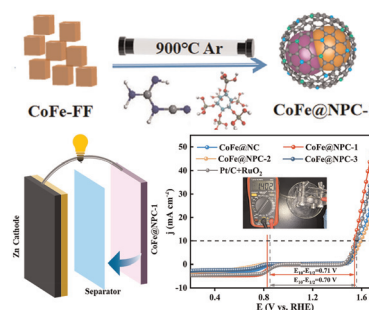 900℃ Ar
CoFe-FF
CoFe@NPC-
Zn Cathode
Separator
CoFe@NPC-1
j (mA cm⁻²)
50
40
30
20
10
0
CoFe@NC
CoFe@NPC-1
CoFe@NPC-2
CoFe@NPC-3
Pt/C+RuO₂
E₁₀-E₁/₂=0.71 V
E₁₀-E₁/₂=0.70 V
0.4
0.8
1.2
1.6
E (V vs. RHE)